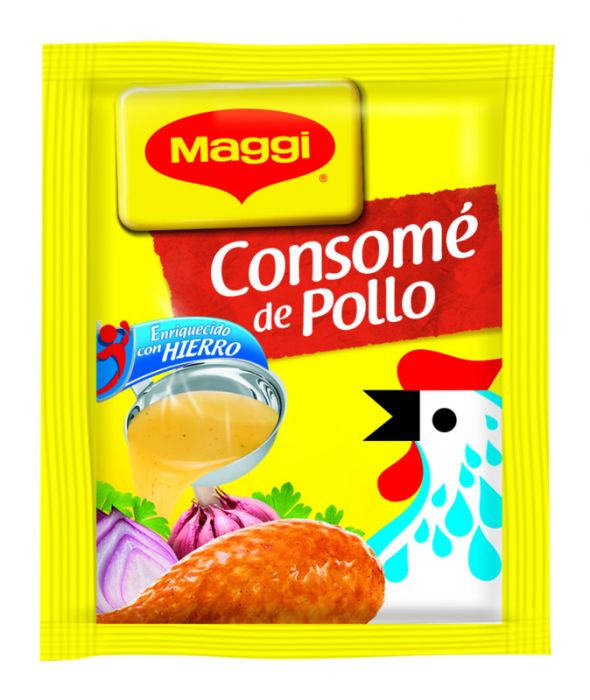 Maggi
®
Consomé
de Pollo
Enriquecido
con HIERRO